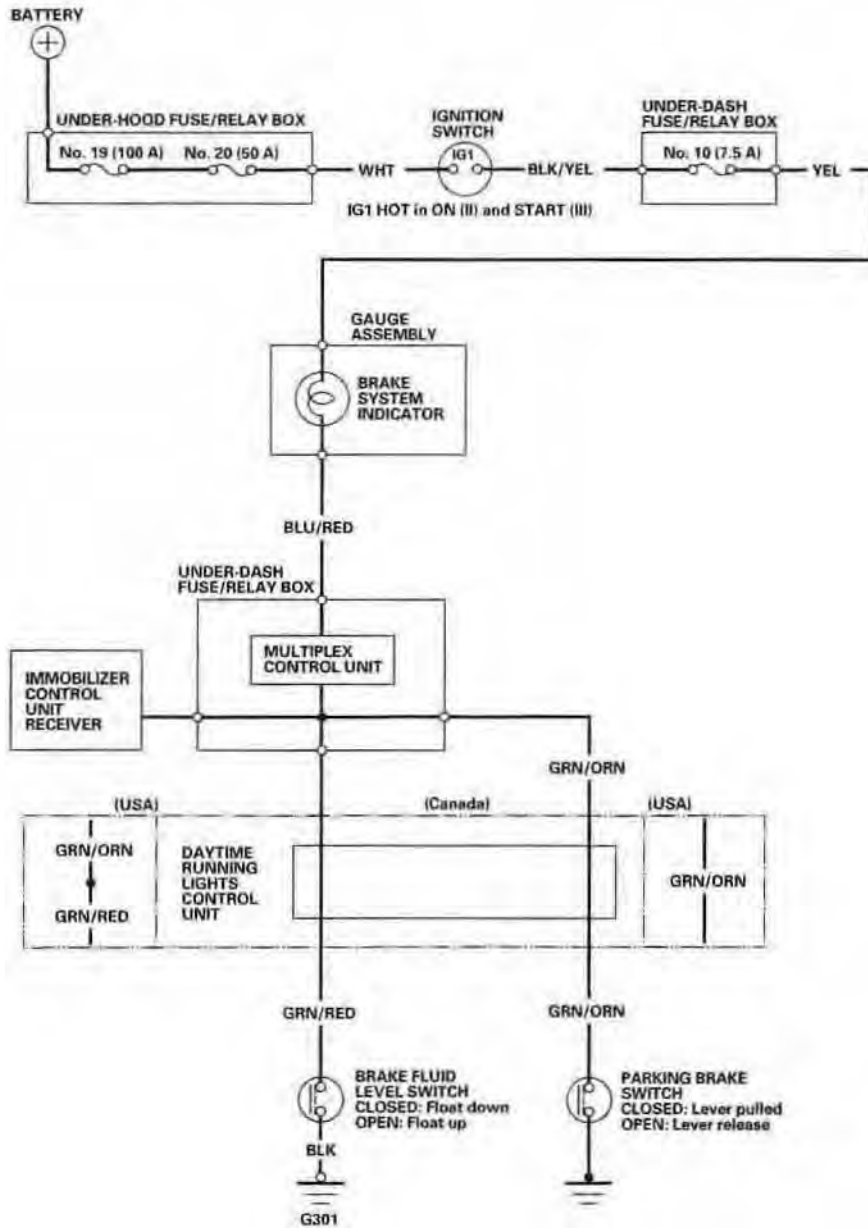 BATTERY
UNDER-HOOD FUSE/RELAY BOX
No. 19 (100 A)
No. 20 (50 A)
WHT
IGNITION
SWITCH
IG1
BLK/YEL
IG1 HOT in ON (II) and START (III)
UNDER-DASH
FUSE/RELAY BOX
No. 10 (7.5 A)
YEL
GAUGE
ASSEMBLY
BRAKE
SYSTEM
INDICATOR
BLU/RED
UNDER-DASH
FUSE/RELAY BOX
MULTIPLEX
CONTROL UNIT
IMMOBILIZER
CONTROL
UNIT
RECEIVER
GRN/ORN
(USA)
(Canada)
(USA)
GRN/ORN
GRN/RED
DAYTIME
RUNNING
LIGHTS
CONTROL
UNIT
GRN/ORN
GRN/RED
GRN/ORN
BRAKE FLUID
LEVEL SWITCH
CLOSED: Float down
OPEN: Float up
BLK
G301
PARKING BRAKE
SWITCH
CLOSED: Lever pulled
OPEN: Lever release